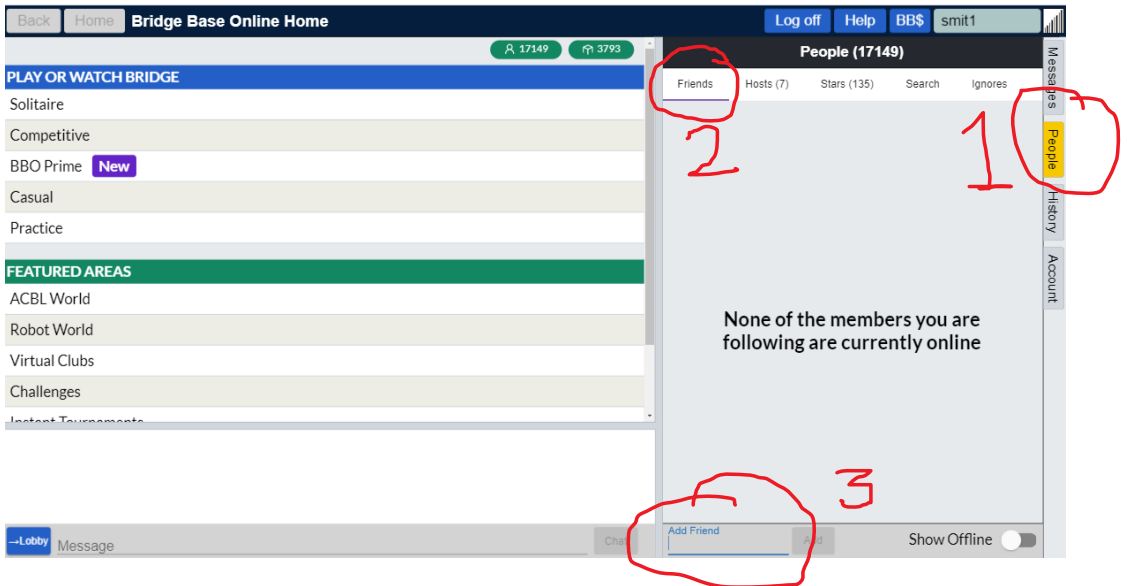 Back Home Bridge Base Online Home Log off Help BB$ smit1
17149 3793
PLAY OR WATCH BRIDGE
Solitaire
Competitive
BBO Prime New
Casual
Practice
FEATURED AREAS
ACBL World
Robot World
Virtual Clubs
Challenges
Instant Tournaments
→Lobby Message Chat
People (17149)
Friends Hosts (7) Stars (135) Search Ignores
2
1
None of the members you are
following are currently online
3
Add Friend
Add Show Offline
Messages
People
History
Account